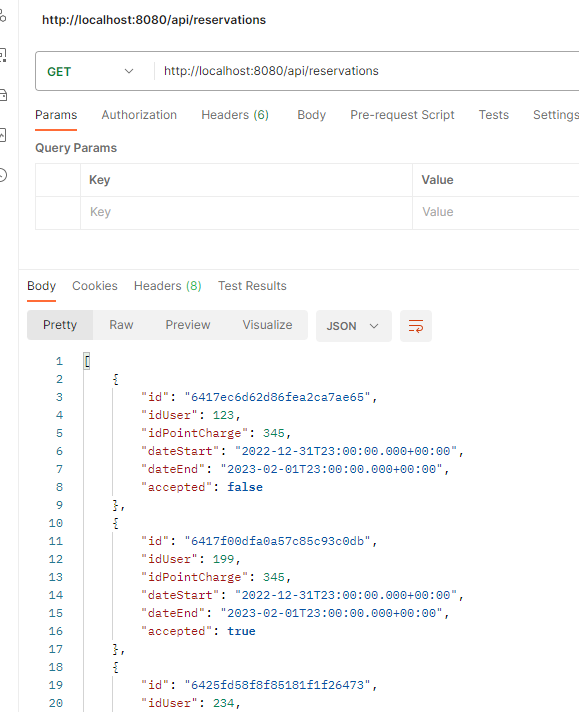 http://localhost:8080/api/reservations
GET http://localhost:8080/api/reservations
Params Authorization Headers (6) Body Pre-request Script Tests Settings
Query Params
Key Value
Key Value
Body Cookies Headers (8) Test Results
Pretty Raw Preview Visualize JSON
1 [
2 {
3 "id": "6417ec6d62d86fea2ca7ae65",
4 "idUser": 123,
5 "idPointCharge": 345,
6 "dateStart": "2022-12-31T23:00:00.000+00:00",
7 "dateEnd": "2023-02-01T23:00:00.000+00:00",
8 "accepted": false
9 },
10 {
11 "id": "6417f00dfa0a57c85c93c0db",
12 "idUser": 199,
13 "idPointCharge": 345,
14 "dateStart": "2022-12-31T23:00:00.000+00:00",
15 "dateEnd": "2023-02-01T23:00:00.000+00:00",
16 "accepted": true
17 },
18 {
19 "id": "6425fd58f8f85181f1f26473",
20 "idUser": 234,